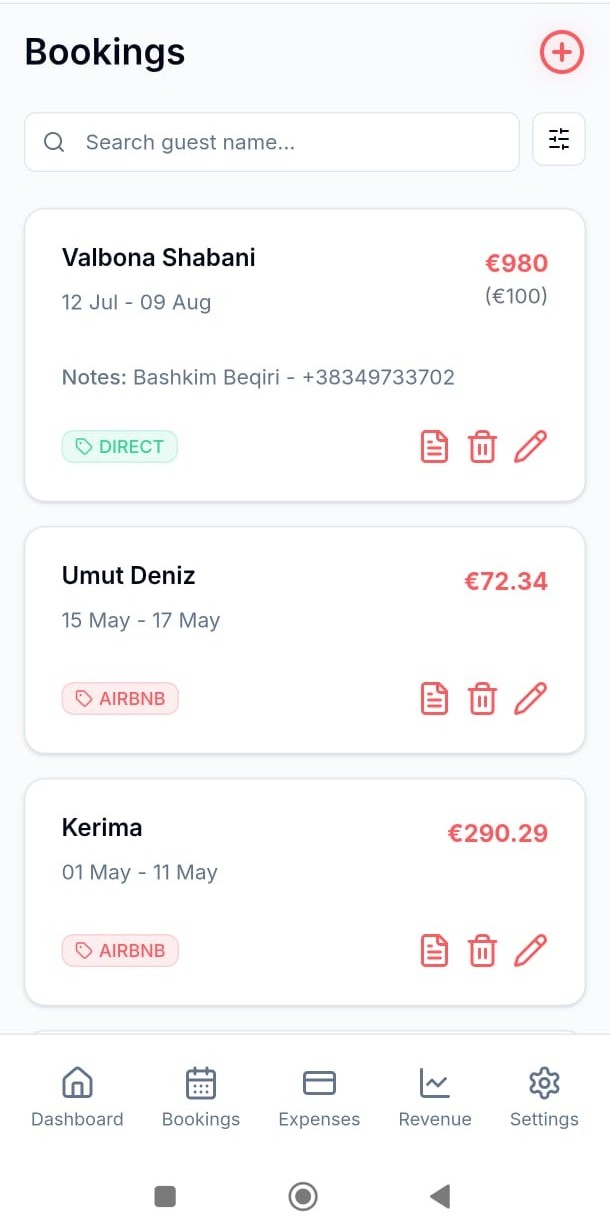 Bookings
Search guest name...
Valbona Shabani
€980
12 Jul - 09 Aug
(€100)
Notes: Bashkim Beqiri - +38349733702
DIRECT
Umut Deniz
€72.34
15 May - 17 May
AIRBNB
Kerima
€290.29
01 May - 11 May
AIRBNB
Dashboard Bookings Expenses Revenue Settings